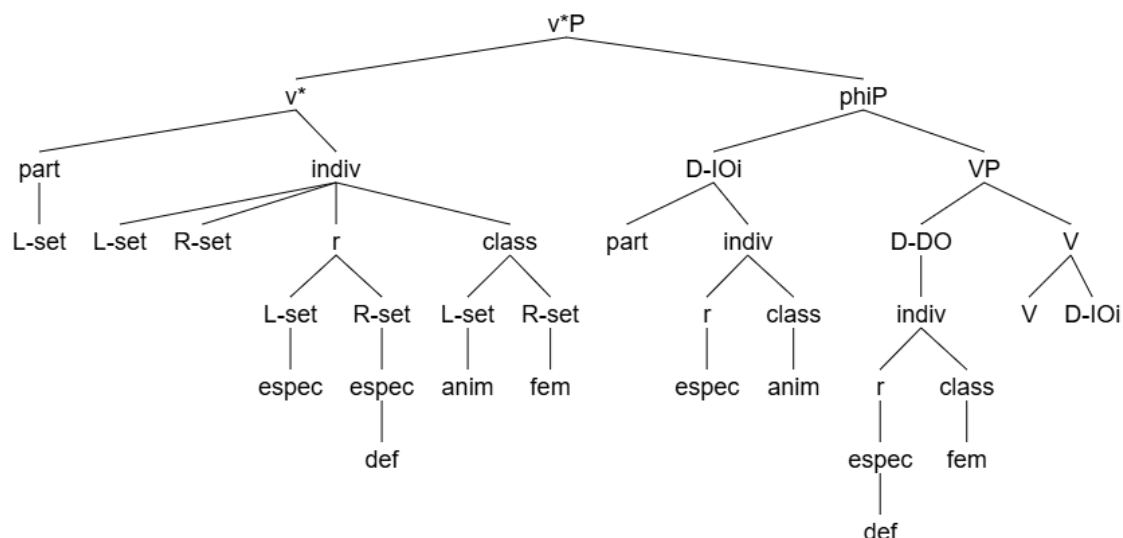 v*P
v* phiP
part indiv D-IOi VP
L-set L-set R-set r class part indiv D-DO V
L-set R-set L-set R-set r class indiv V D-IOi
espec espec anim fem espec anim r class
def espec fem
def